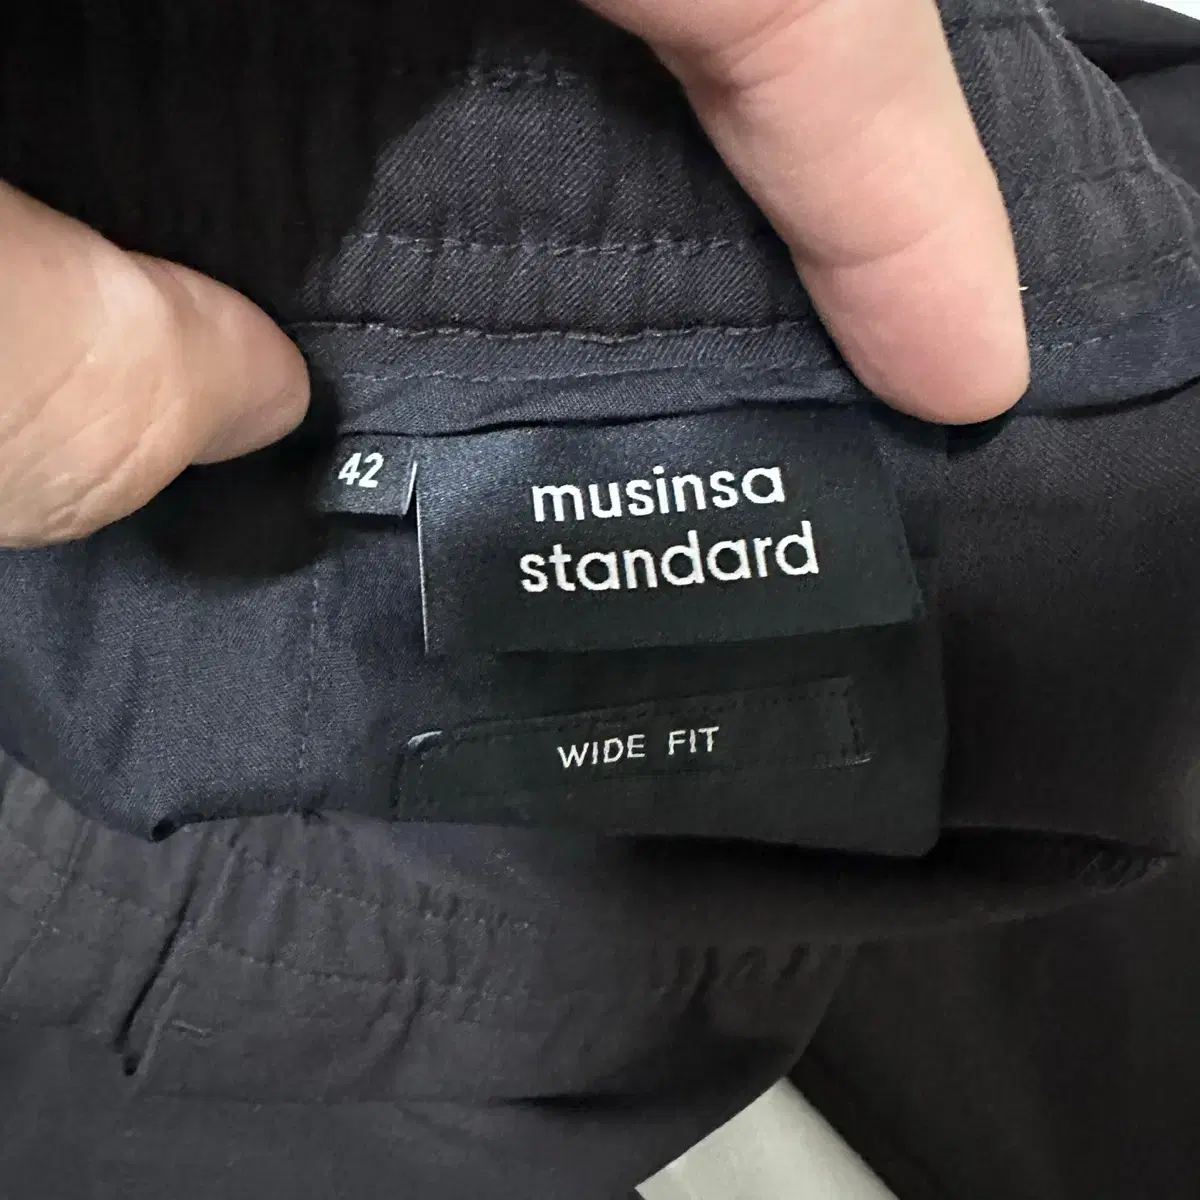 42
musinsa
standard
WIDE FIT